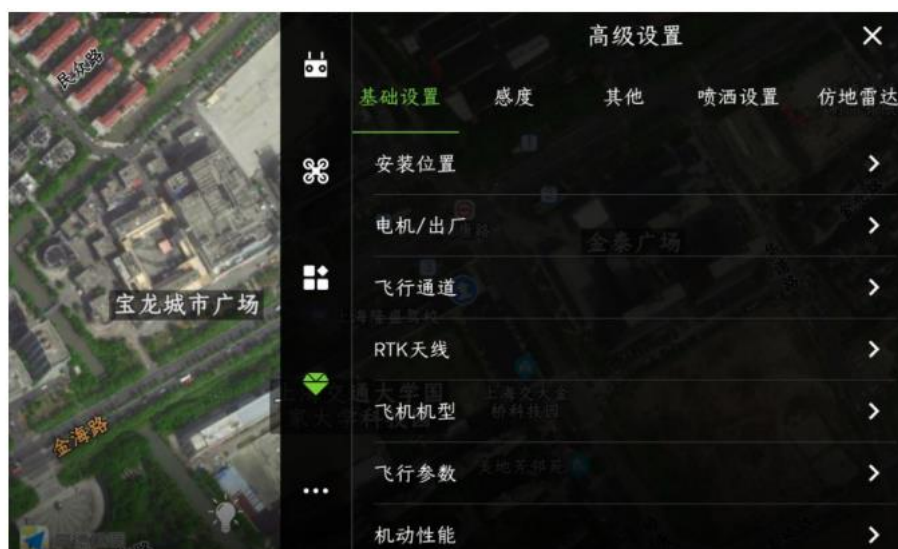 高级设置
基础设置 感度 其他 喷洒设置 仿地雷达
安装位置
电机/出厂
飞行通道
RTK天线
飞机机型
飞行参数
机动性能
民众路
宝龙城市广场
金海路
金泰广场